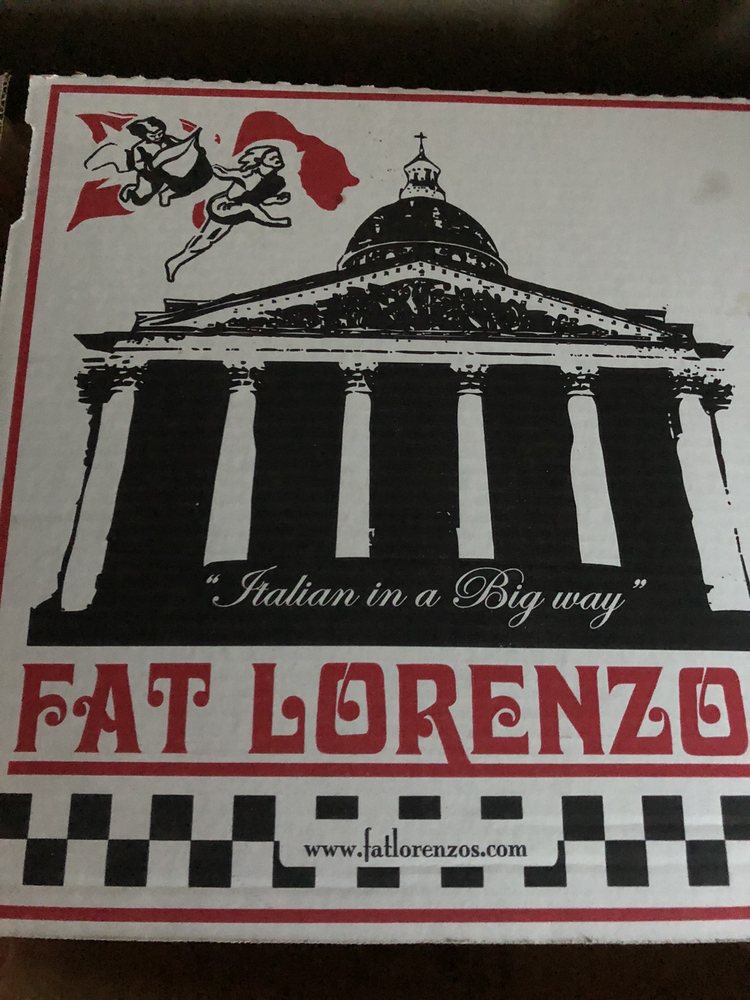 “Italian in a Big way”
FAT LORENZO
www.fatlorenzos.com